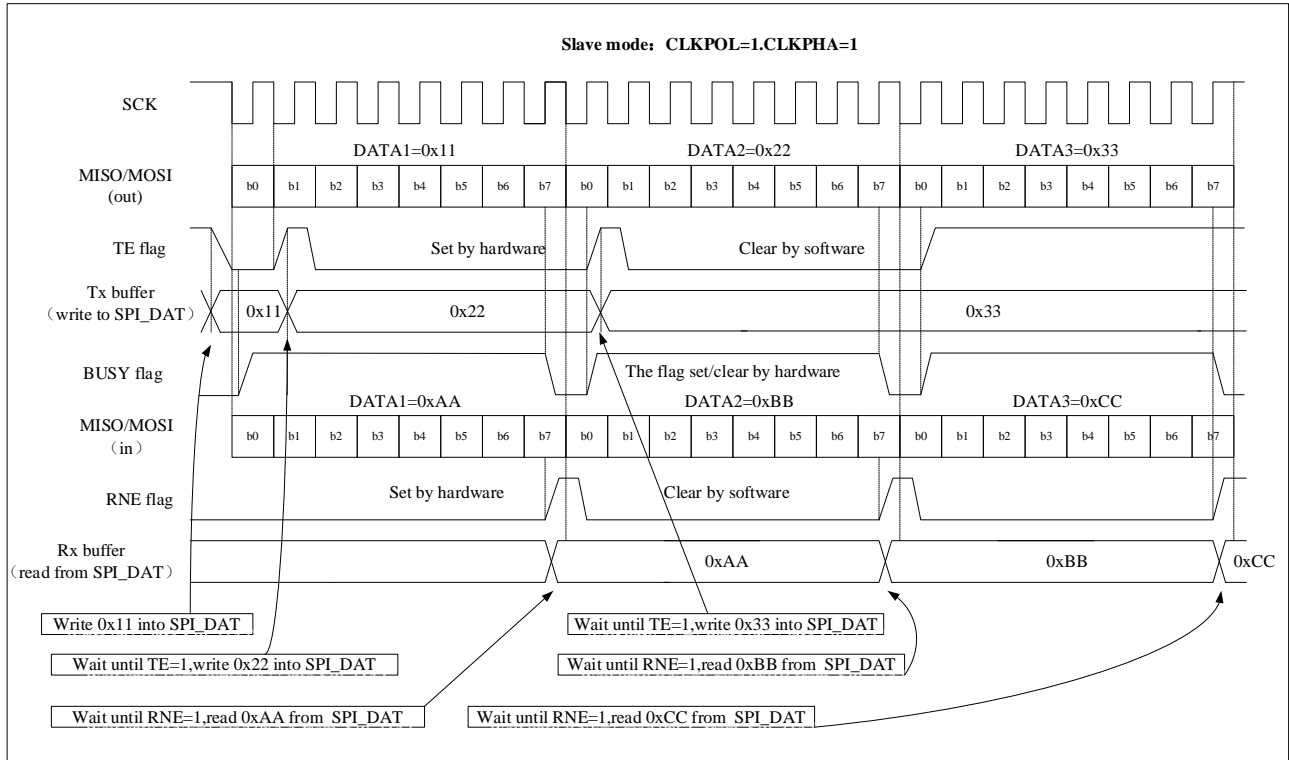 Slave mode：CLKPOL=1.CLKPHA=1
SCK
DATA1=0x11 DATA2=0x22 DATA3=0x33
MISO/MOSI
(out)
b0 b1 b2 b3 b4 b5 b6 b7 b0 b1 b2 b3 b4 b5 b6 b7 b0 b1 b2 b3 b4 b5 b6 b7
TE flag Set by hardware Clear by software
Tx buffer
（write to SPI_DAT） 0x11 0x22 0x33
BUSY flag The flag set/clear by hardware
DATA1=0xAA DATA2=0xBB DATA3=0xCC
MISO/MOSI
（in）
b0 b1 b2 b3 b4 b5 b6 b7 b0 b1 b2 b3 b4 b5 b6 b7 b0 b1 b2 b3 b4 b5 b6 b7
RNE flag Set by hardware Clear by software
Rx buffer
（read from SPI_DAT） 0xAA 0xBB 0xCC
Write 0x11 into SPI_DAT Wait until TE=1,write 0x33 into SPI_DAT
Wait until TE=1,write 0x22 into SPI_DAT Wait until RNE=1,read 0xBB from SPI_DAT
Wait until RNE=1,read 0xAA from SPI_DAT Wait until RNE=1,read 0xCC from SPI_DAT